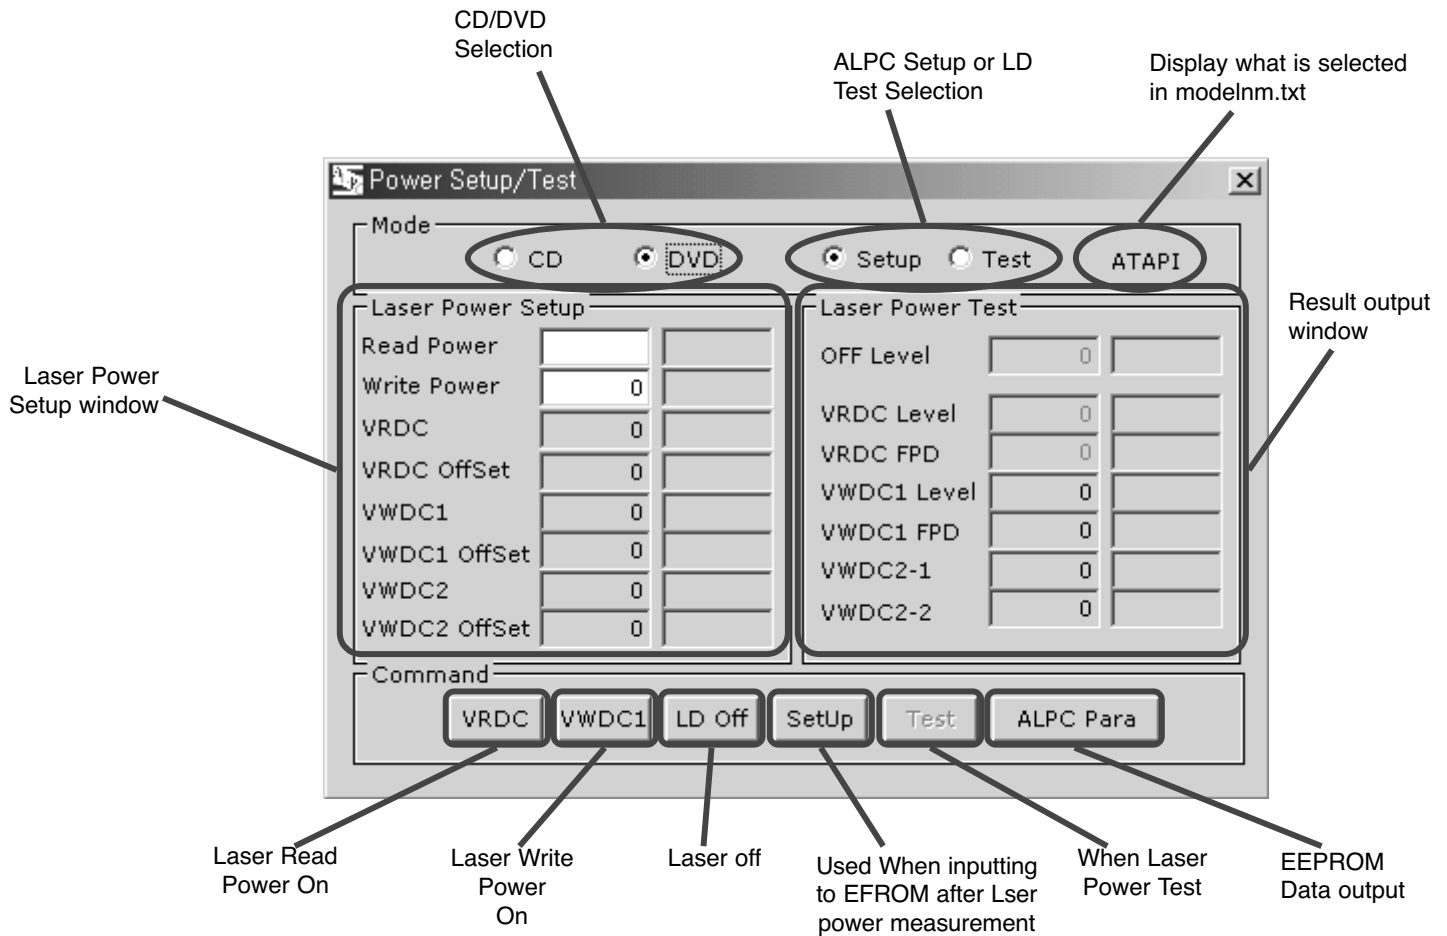 CD/DVD
Selection
ALPC Setup or LD
Test Selection
Display what is selected
in modelnm.txt
Power Setup/Test
Mode
CD
DVD
Setup
Test
ATAPI
Laser Power Setup
Read Power
Write Power 0
VRDC 0
VRDC OffSet 0
VWDC1 0
VWDC1 OffSet 0
VWDC2 0
VWDC2 OffSet 0
Laser Power Test
OFF Level 0
VRDC Level 0
VRDC FPD 0
VWDC1 Level 0
VWDC1 FPD 0
VWDC2-1 0
VWDC2-2 0
Laser Power
Setup window
Result output
window
Command
VRDC
VWDC1
LD Off
SetUp
Test
ALPC Para
Laser Read
Power On
Laser Write
Power
On
Laser off
Used When inputting
to EFROM after Lser
power measurement
When Laser
Power Test
EEPROM
Data output